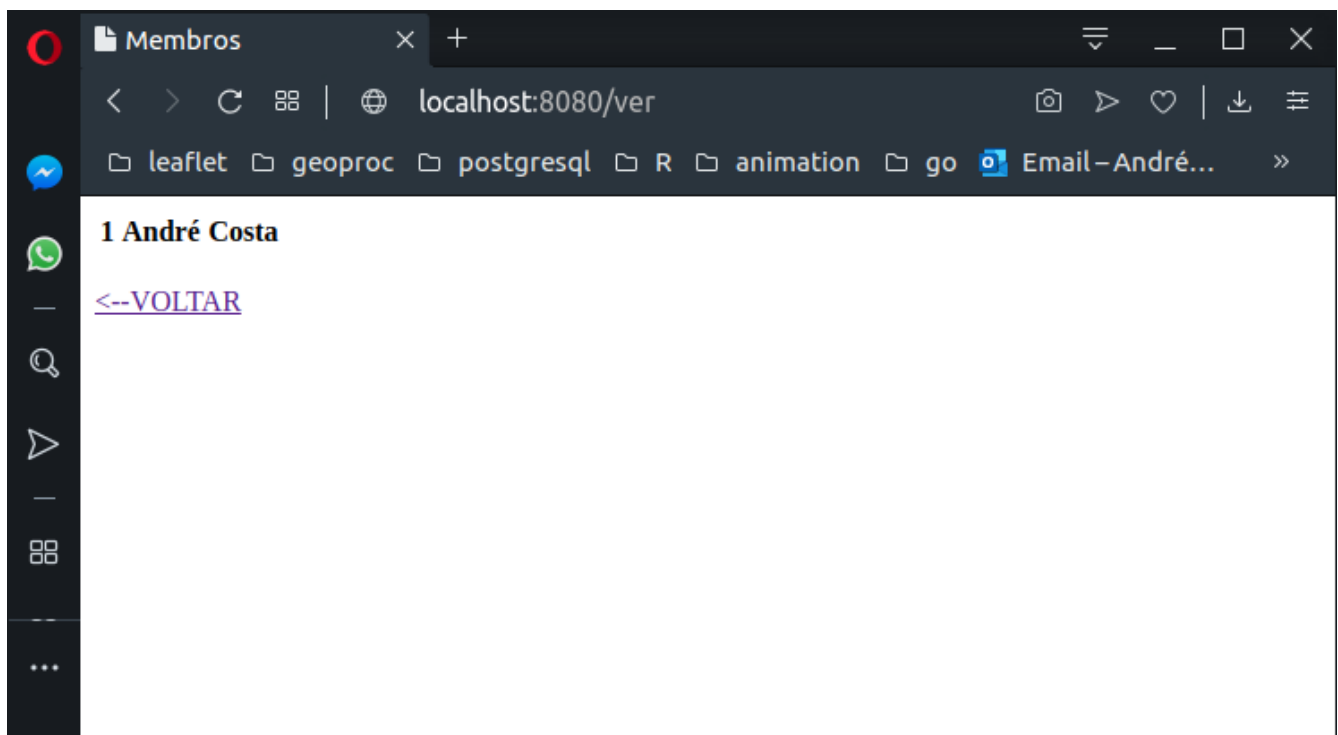 Membros
localhost:8080/ver
leaflet geoproc postgresql R animation go Email – André...
1 André Costa
<--VOLTAR